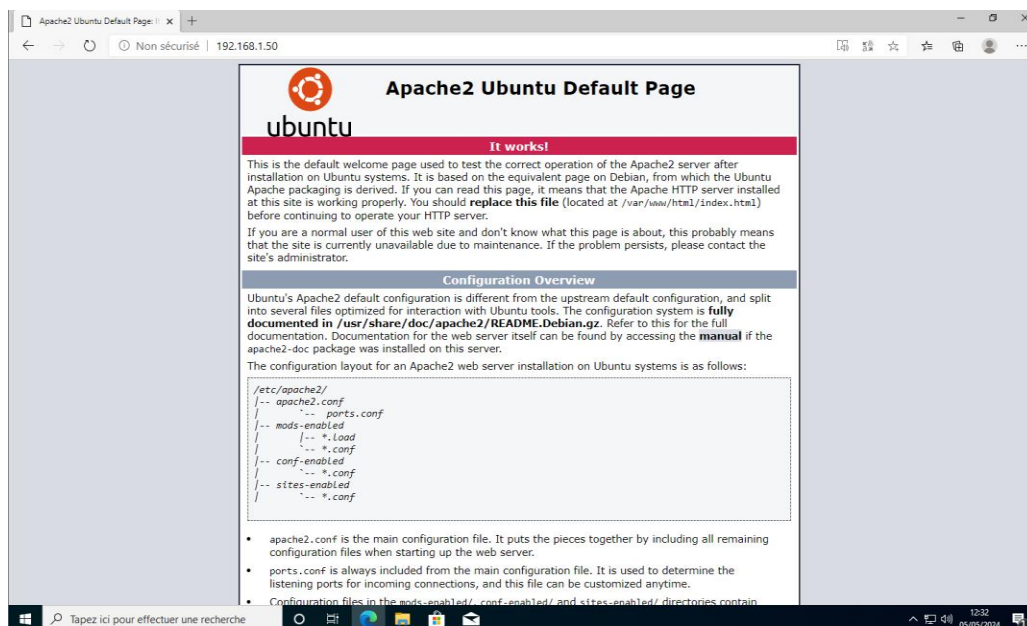 Apache2 Ubuntu Default Page: I
Non sécurisé
192.168.1.50
ubuntu
Apache2 Ubuntu Default Page
It works!
This is the default welcome page used to test the correct operation of the Apache2 server after
installation on Ubuntu systems. It is based on the equivalent page on Debian, from which the Ubuntu
Apache packaging is derived. If you can read this page, it means that the Apache HTTP server installed
at this site is working properly. You should replace this file (located at /var/www/html/index.html)
before continuing to operate your HTTP server.
If you are a normal user of this web site and don't know what this page is about, this probably means
that the site is currently unavailable due to maintenance. If the problem persists, please contact the
site's administrator.
Configuration Overview
Ubuntu's Apache2 default configuration is different from the upstream default configuration, and split
into several files optimized for interaction with Ubuntu tools. The configuration system is fully
documented in /usr/share/doc/apache2/README.Debian.gz. Refer to this for the full
documentation. Documentation for the web server itself can be found by accessing the manual if the
apache2-doc package was installed on this server.
The configuration layout for an Apache2 web server installation on Ubuntu systems is as follows:
/etc/apache2/
|-- apache2.conf
|       `--  ports.conf
|-- mods-enabled
|       |-- *.load
|       `-- *.conf
|-- conf-enabled
|       `-- *.conf
|-- sites-enabled
|       `-- *.conf
• apache2.conf is the main configuration file. It puts the pieces together by including all remaining
configuration files when starting up the web server.
• ports.conf is always included from the main configuration file. It is used to determine the
listening ports for incoming connections, and this file can be customized anytime.
• Configuration files in the mods-enabled/, conf-enabled/ and sites-enabled/ directories contain
Tapez ici pour effectuer une recherche
12:32
05/05/2024